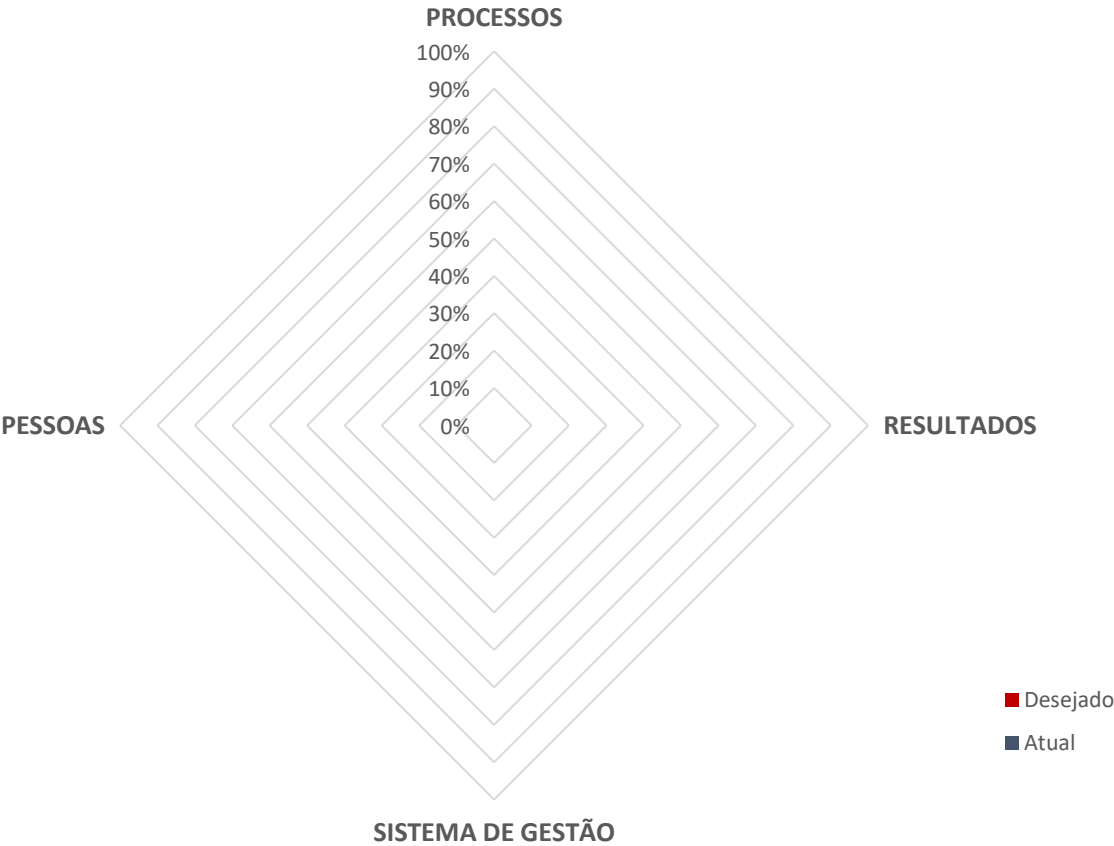 PROCESSOS
100%
90%
80%
70%
60%
50%
40%
30%
20%
10%
PESSOAS
0%
RESULTADOS
Desejado
Atual
SISTEMA DE GESTÃO